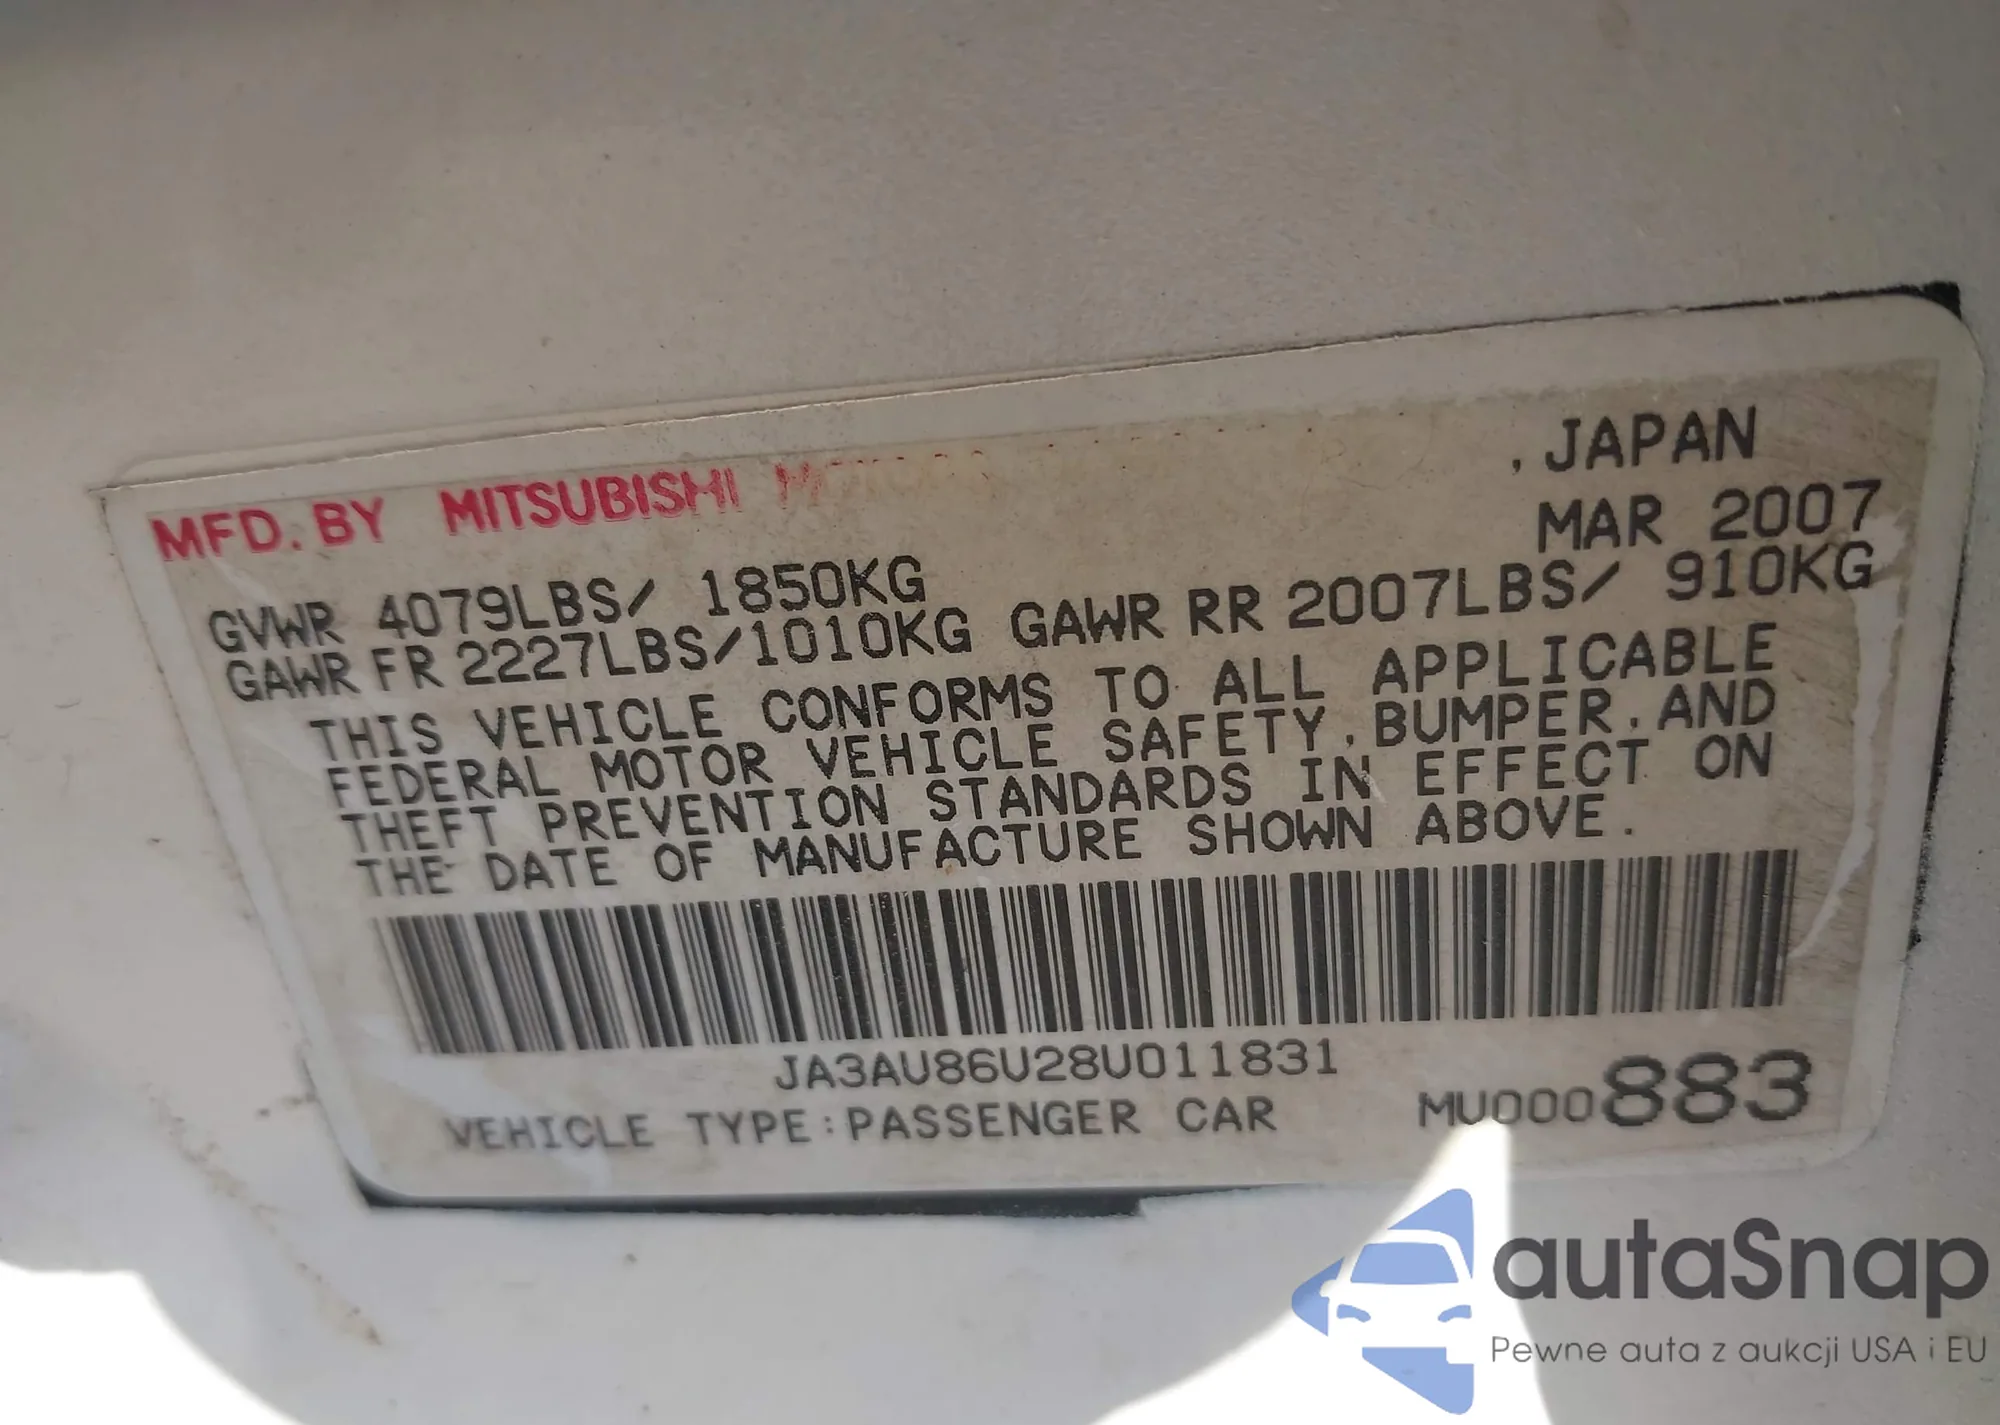 MFD. BY MITSUBISHI MOTORS , JAPAN
MAR 2007
GVWR 4079LBS/ 1850KG
GAWR FR 2227LBS/1010KG GAWR RR 2007LBS/ 910KG
THIS VEHICLE CONFORMS TO ALL APPLICABLE
FEDERAL MOTOR VEHICLE SAFETY, BUMPER, AND
THEFT PREVENTION STANDARDS IN EFFECT ON
THE DATE OF MANUFACTURE SHOWN ABOVE.
JA3AU86U28U011831
VEHICLE TYPE:PASSENGER CAR MU000883
autaSnap
Pewne auta z aukcji USA i EU